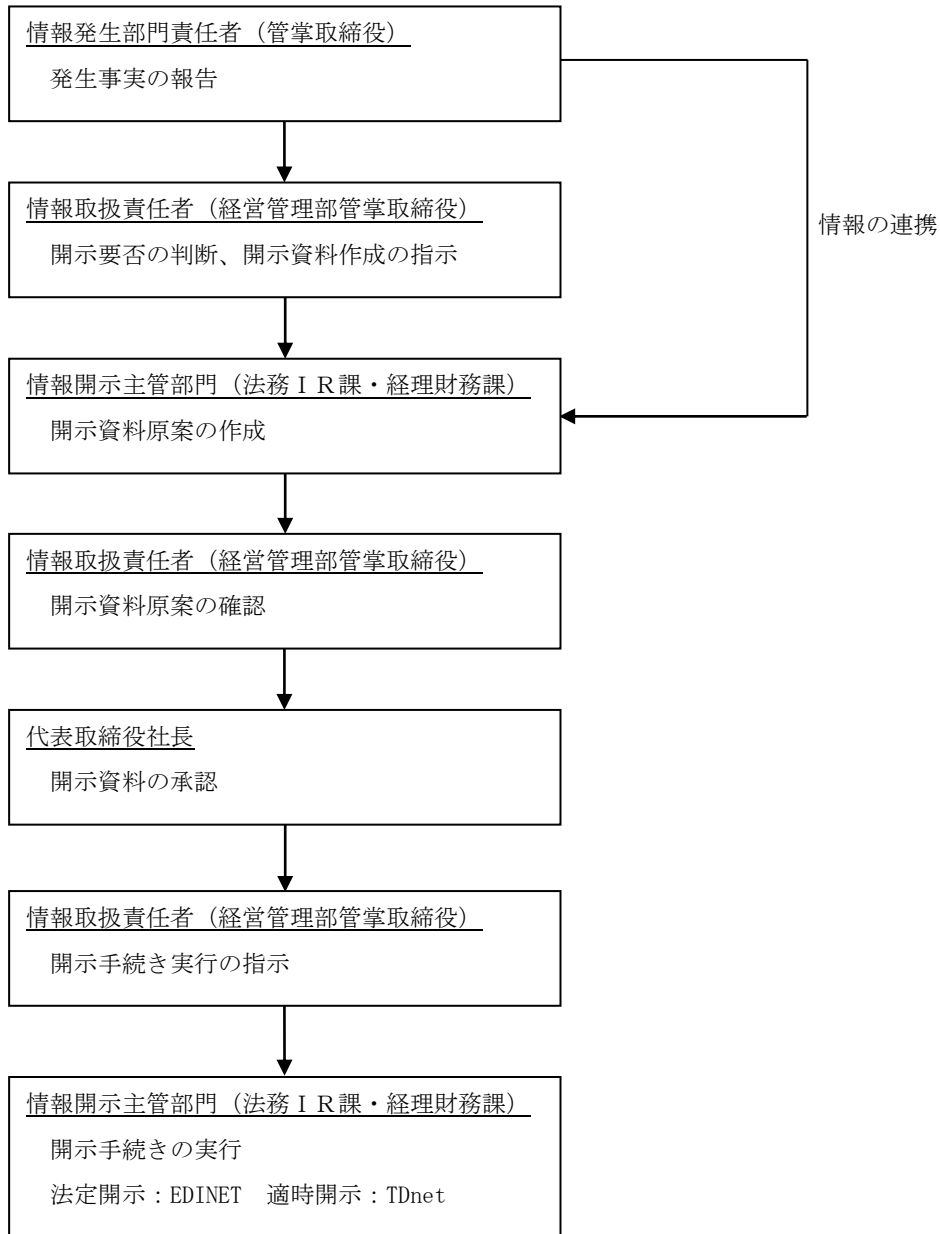 情報発生部門責任者（管掌取締役）
発生事実の報告
情報取扱責任者（経営管理部管掌取締役）
開示要否の判断、開示資料作成の指示
情報の連携
情報開示主管部門（法務ＩＲ課・経理財務課）
開示資料原案の作成
情報取扱責任者（経営管理部管掌取締役）
開示資料原案の確認
代表取締役社長
開示資料の承認
情報取扱責任者（経営管理部管掌取締役）
開示手続き実行の指示
情報開示主管部門（法務ＩＲ課・経理財務課）
開示手続きの実行
法定開示：EDINET　適時開示：TDnet